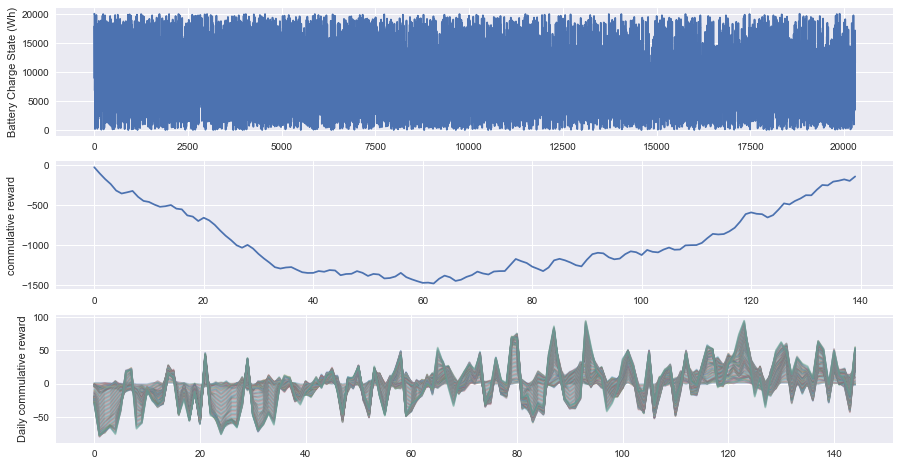 Battery Charge State (Wh)
20000
15000
10000
5000
0
0 2500 5000 7500 10000 12500 15000 17500 20000
commulative reward
0
−500
−1000
−1500
0 20 40 60 80 100 120 140
Daily commulative reward
100
50
0
−50
0 20 40 60 80 100 120 140